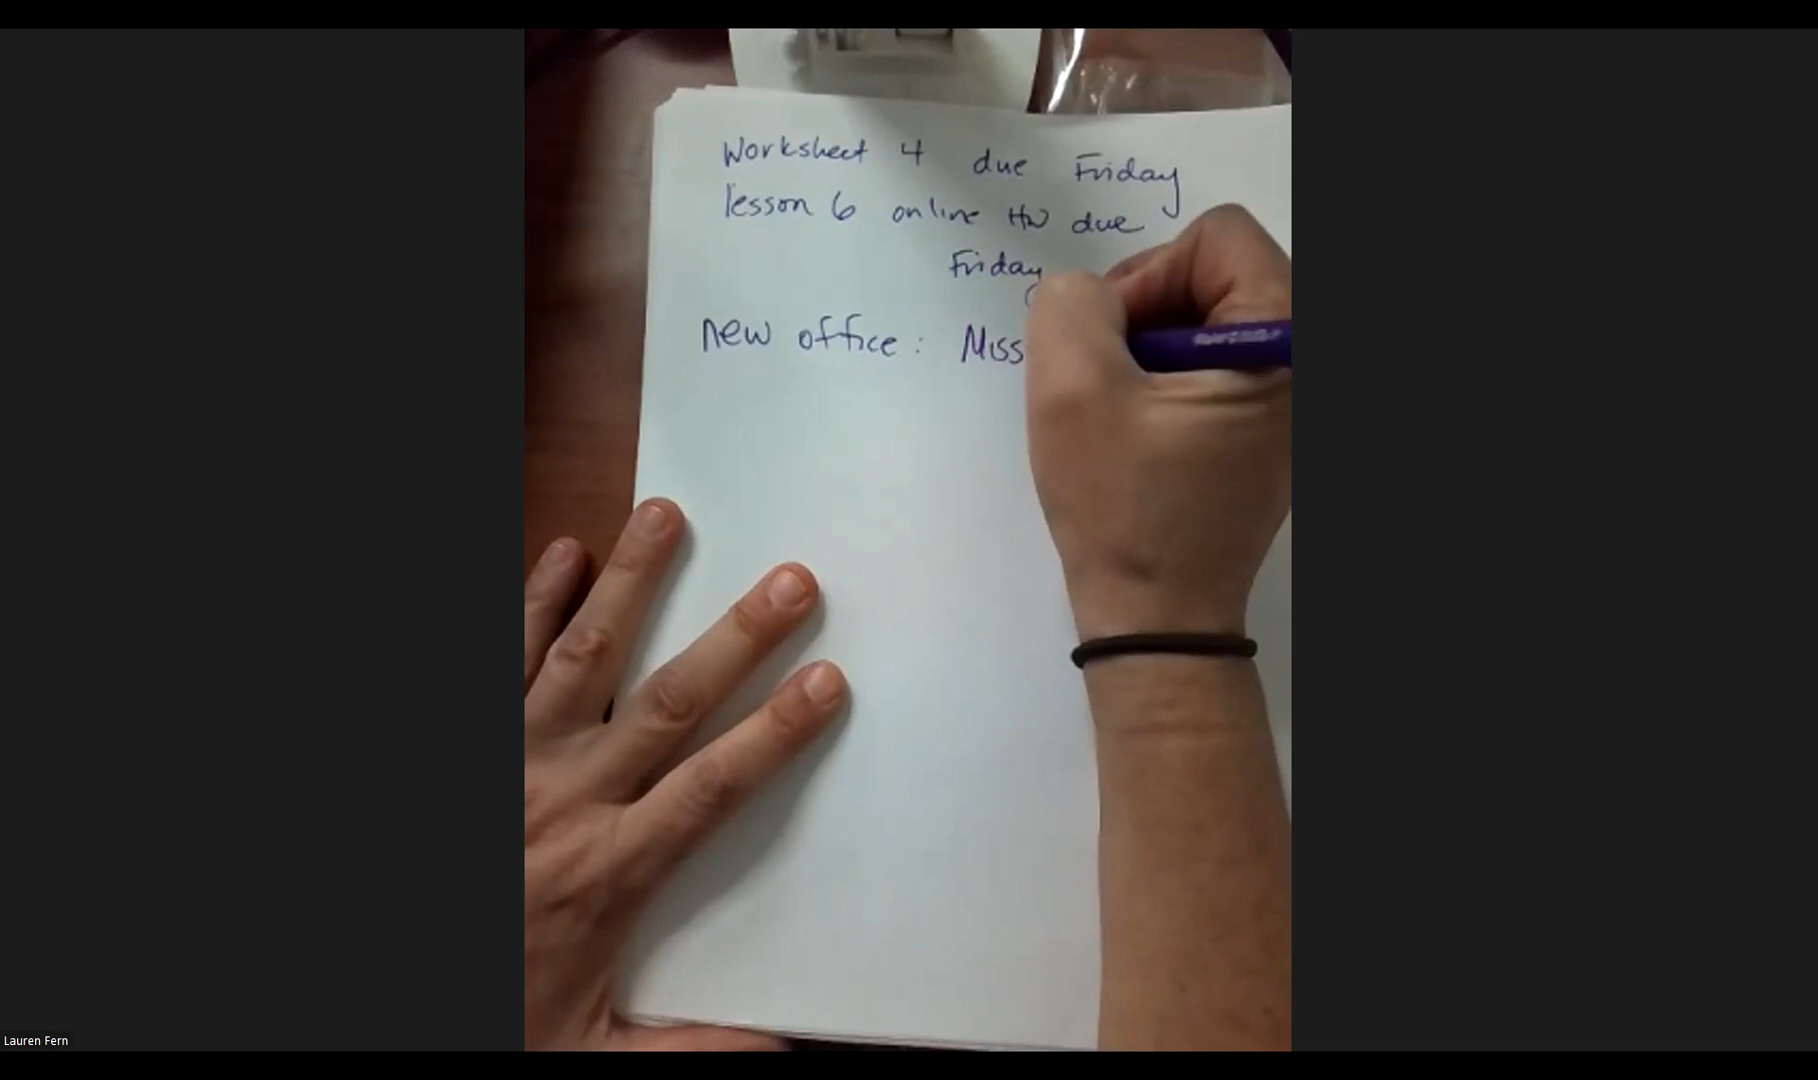 Worksheet 4 due Friday
lesson 6 online HW due
Friday
new office: Miss
Lauren Fern